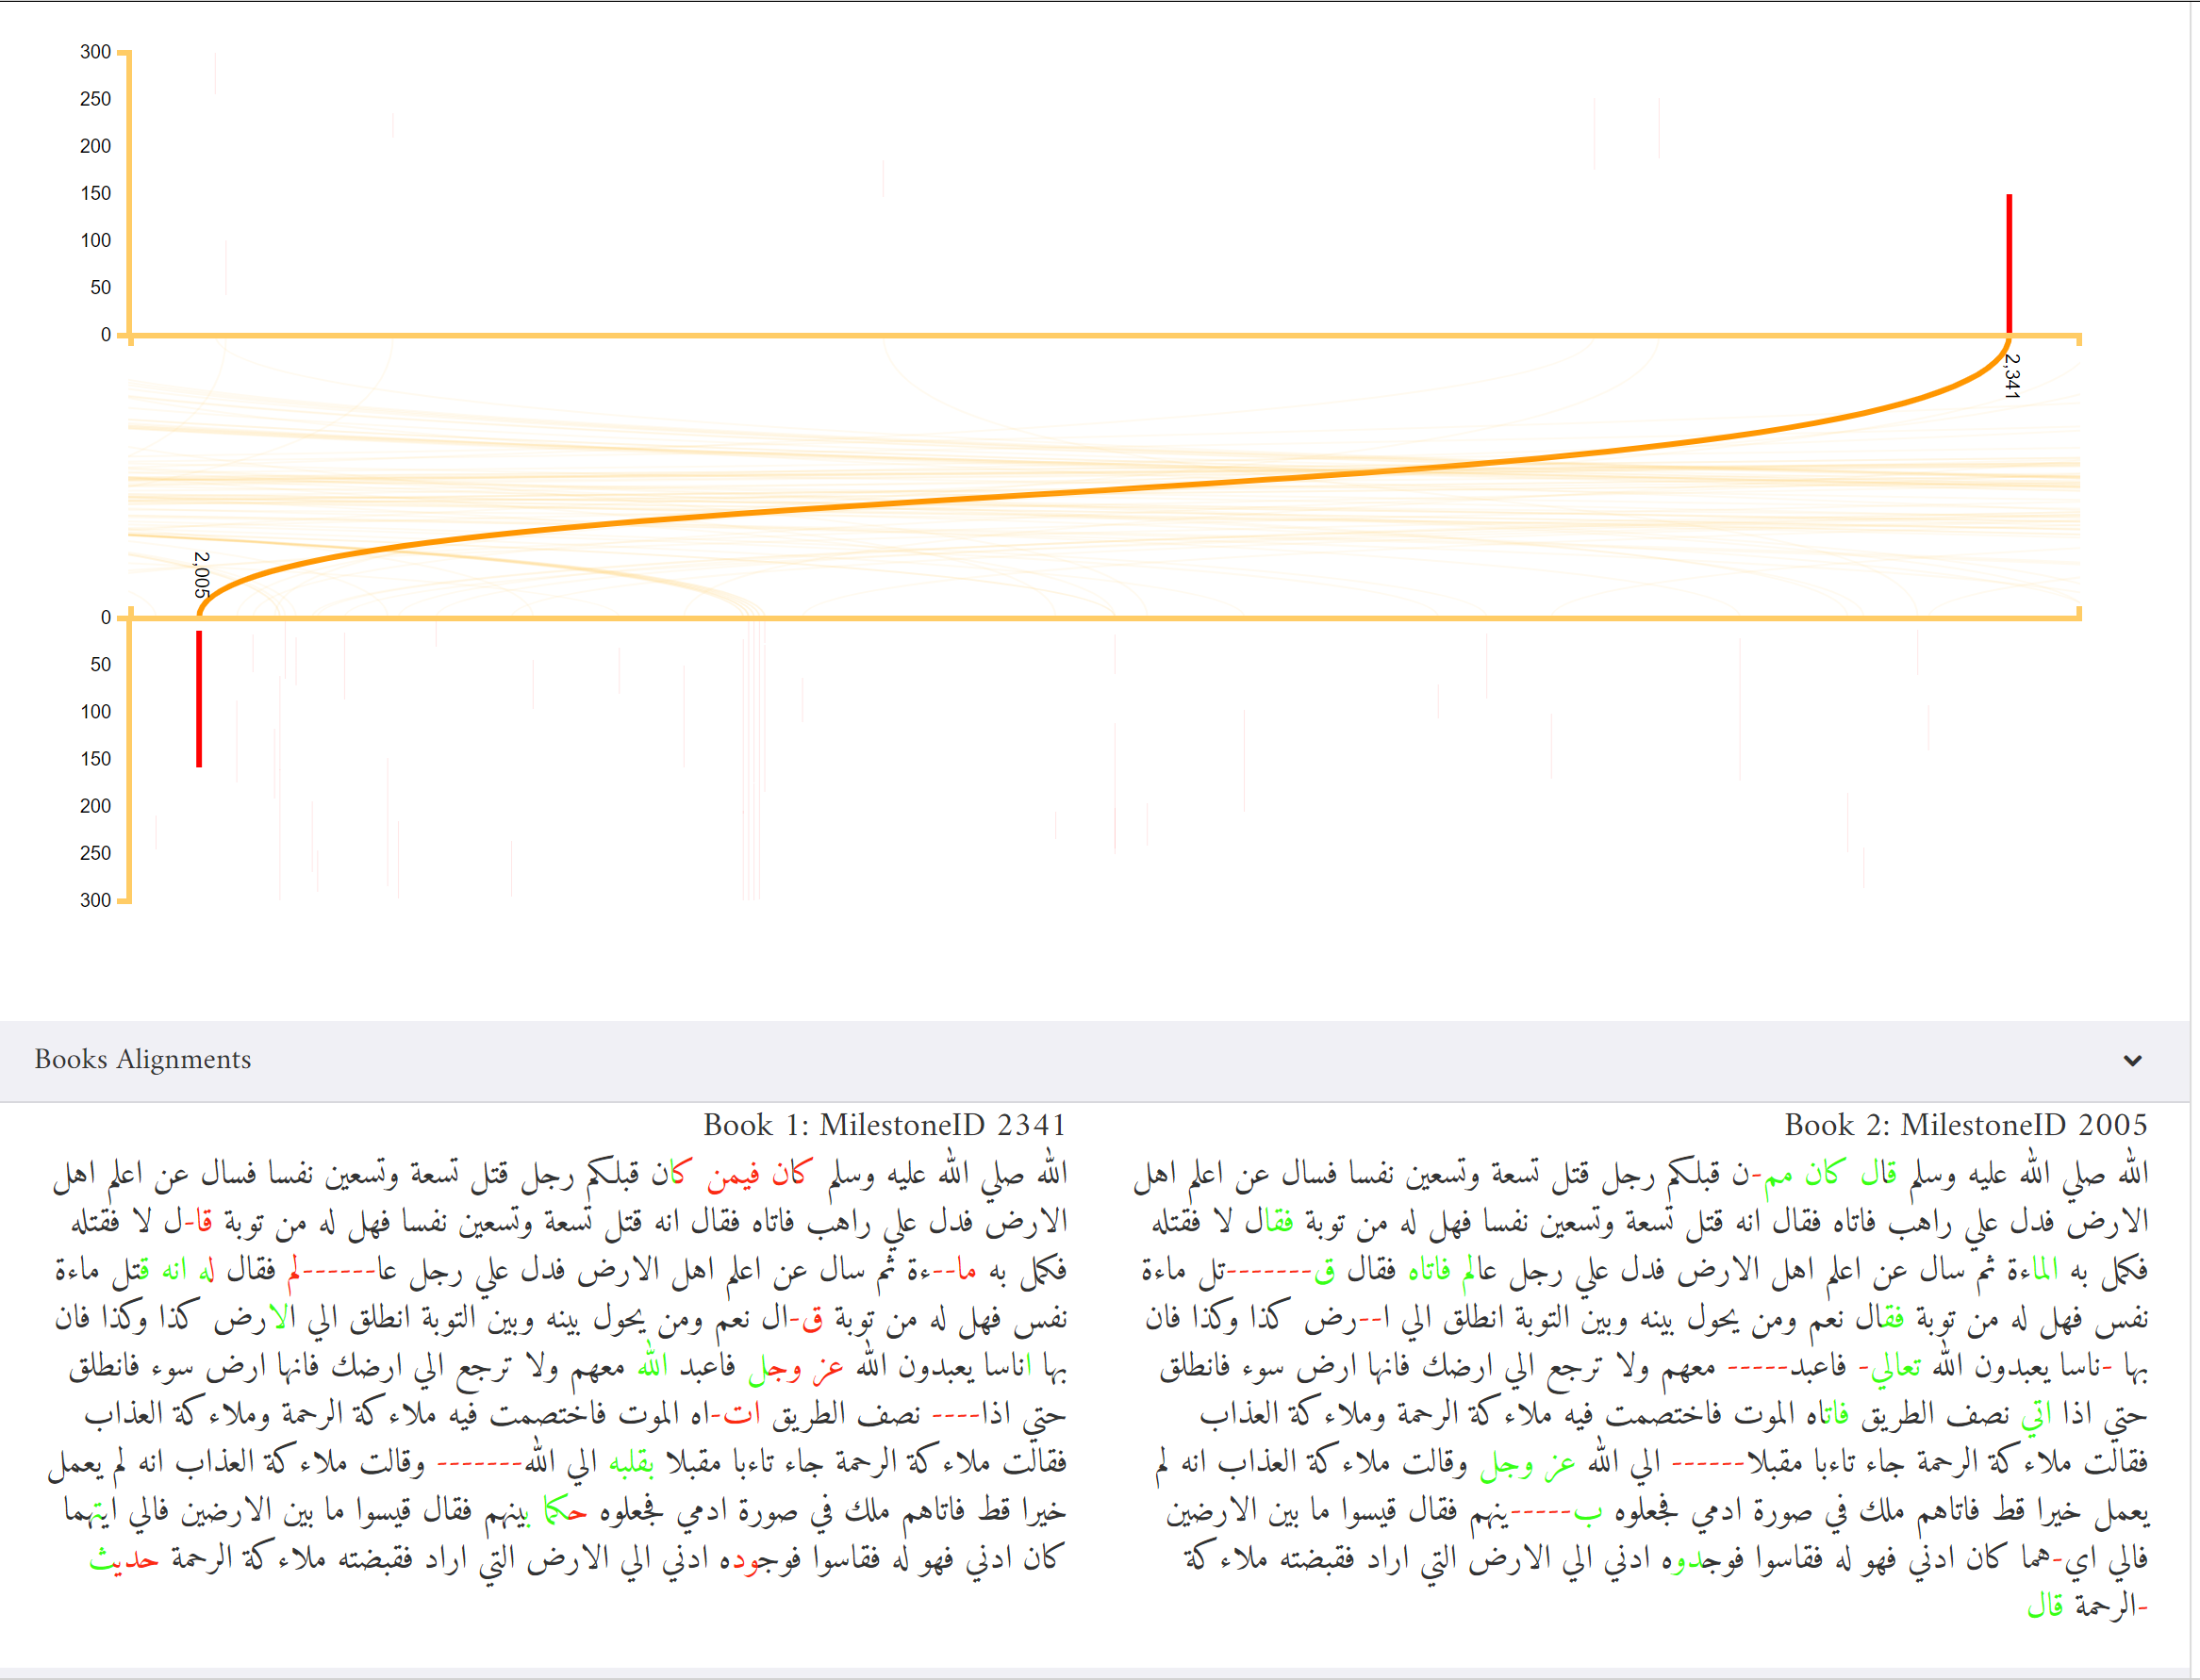 300
250
200
150
100
50
0
2,341
2,005
0
50
100
150
200
250
300
Books Alignments
Book 1: MilestoneID 2341
الله صلي الله عليه وسلم كان فيمن كان قبلكم رجل قتل تسعة وتسعين نفسا فسال عن اعلم اهل
الارض فدل علي راهب فاتاه فقال انه قتل تسعة وتسعين نفسا فهل له من توبة قا-ل لا فقتله
فكمل به ما--ءة ثم سال عن اعلم اهل الارض فدل علي رجل عا------لم فقال له انه قتل ماءة
نفس فهل له من توبة ق-ال نعم ومن يحول بينه وبين التوبة انطلق الي الارض كذا وكذا فان
بها اناسا يعبدون الله عز وجل فاعبد الله معهم ولا ترجع الي ارضك فانها ارض سوء فانطلق
حتي اذا---- نصف الطريق ات-اه الموت فاختصمت فيه ملاءكة الرحمة وملاءكة العذاب
فقالت ملاءكة الرحمة جاء تاءبا مقبلا بقلبه الي الله------- وقالت ملاءكة العذاب انه لم يعمل
خيرا قط فاتاهم ملك في صورة ادمي فجعلوه حكما بينهم فقال قيسوا ما بين الارضين فالي ايتهما
كان ادني فهو له فقاسوا فوجوده ادني الي الارض التي اراد فقبضته ملاءكة الرحمة حديث
Book 2: MilestoneID 2005
الله صلي الله عليه وسلم قال كان مم-ن قبلكم رجل قتل تسعة وتسعين نفسا فسال عن اعلم اهل
الارض فدل علي راهب فاتاه فقال انه قتل تسعة وتسعين نفسا فهل له من توبة فقال لا فقتله
فكمل به الماءة ثم سال عن اعلم اهل الارض فدل علي رجل عالم فاتاه فقال ق-------تل ماءة
نفس فهل له من توبة فقال نعم ومن يحول بينه وبين التوبة انطلق الي ا--رض كذا وكذا فان
بها -ناسا يعبدون الله تعالي- فاعبد----- معهم ولا ترجع الي ارضك فانها ارض سوء فانطلق
حتي اذا اتي نصف الطريق فاتاه الموت فاختصمت فيه ملاءكة الرحمة وملاءكة العذاب
فقالت ملاءكة الرحمة جاء تاءبا مقبلا------ الي الله عز وجل وقالت ملاءكة العذاب انه لم
يعمل خيرا قط فاتاهم ملك في صورة ادمي فجعلوه ب-----ينهم فقال قيسوا ما بين الارضين
فالي اي-هما كان ادني فهو له فقاسوا فوجدوه ادني الي الارض التي اراد فقبضته ملاءكة
-الرحمة قال